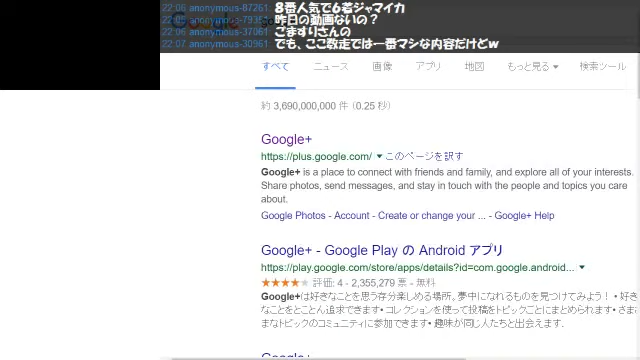 22:06 anonymous-87261: 8番人気で6着ジャマイカ
昨日の動画ないの？
22:06 anonymous-37061: ごますりさんの
22:07 anonymous-30961: でも、ここ数走では一番マシな内容だけどw
すべて ニュース 画像 アプリ 地図 もっと見る 検索ツール
約 3,690,000,000 件 (0.25 秒)
Google+
https://plus.google.com/ このページを訳す
Google+ is a place to connect with friends and family, and explore all of your interests.
Share photos, send messages, and stay in touch with the people and topics you care
about.
Google Photos - Account - Create or change your ... - Google+ Help
Google+ - Google Play の Android アプリ
https://play.google.com/store/apps/details?id=com.google.android...
評価: 4 - 2,355,279 票 - 無料
Google+は好きなことを思う存分楽しめる場所。夢中になれるものを見つけてみよう！ • 好き
なことをとことん追求できます• コレクションを使って投稿をトピックごとにまとめられます• さま
まなトピックのコミュニティに参加できます• 趣味が同じ人たちと出会えます.